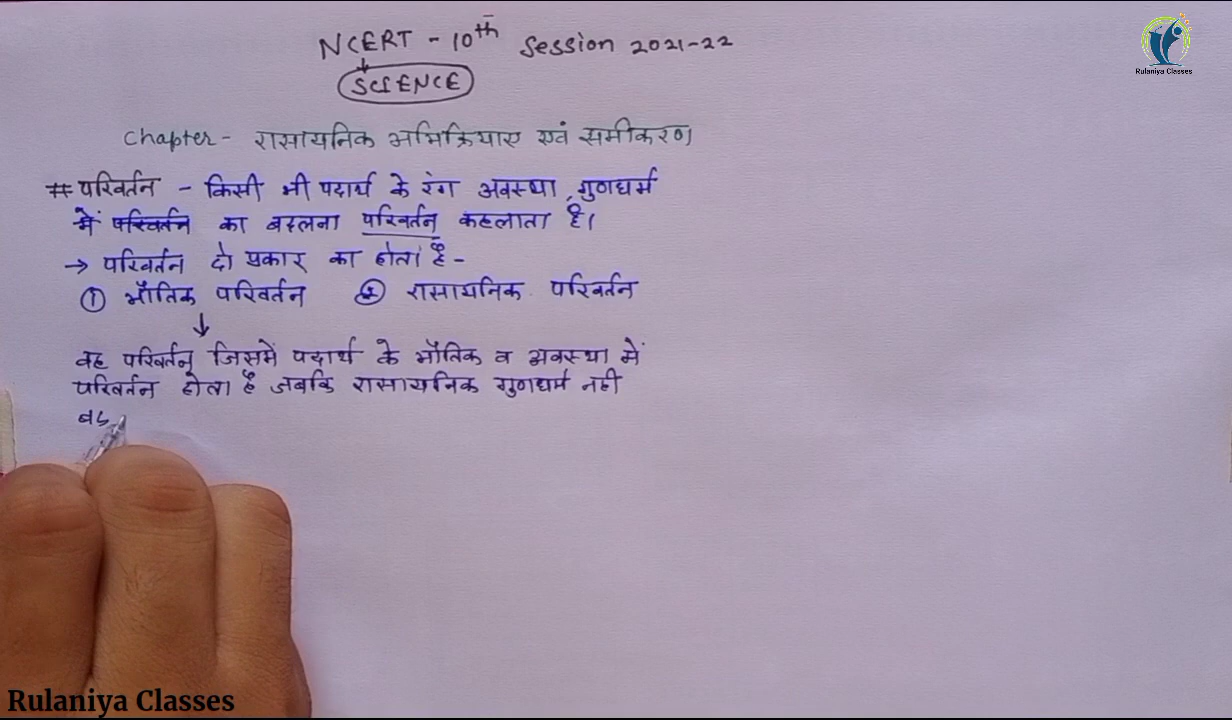 NCERT - 10th Session 2021-22
SCIENCE
Rulaniya Classes
Chapter - रासायनिक अभिक्रियाए एवं समीकरण
# परिवर्तन - किसी भी पदार्थ के रंग अवस्था, गुणधर्म
में परिवर्तन का बदलना परिवर्तन कहलाता है।
→ परिवर्तन दो प्रकार का होता है -
① भौतिक परिवर्तन ② रासायनिक परिवर्तन
↓
वह परिवर्तन जिसमें पदार्थ के भौतिक व अवस्था में
परिवर्तन होता है जबकि रासायनिक गुणधर्म नही
Rulaniya Classes